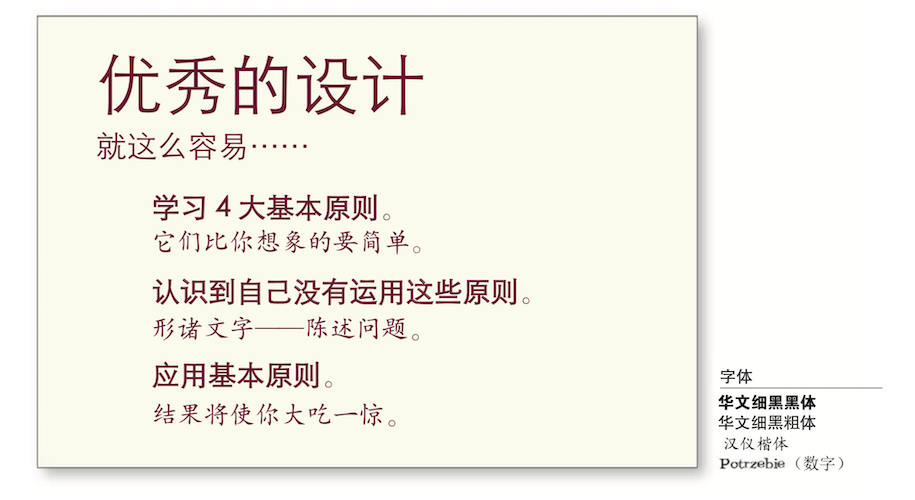 优秀的设计
就这么容易……
学习 4 大基本原则。
它们比你想象的要简单。
认识到自己没有运用这些原则。
形诸文字——陈述问题。
应用基本原则。
结果将使你大吃一惊。
字体
华文细黑黑体
华文细黑粗体
汉仪楷体
Potrzebie（数字）